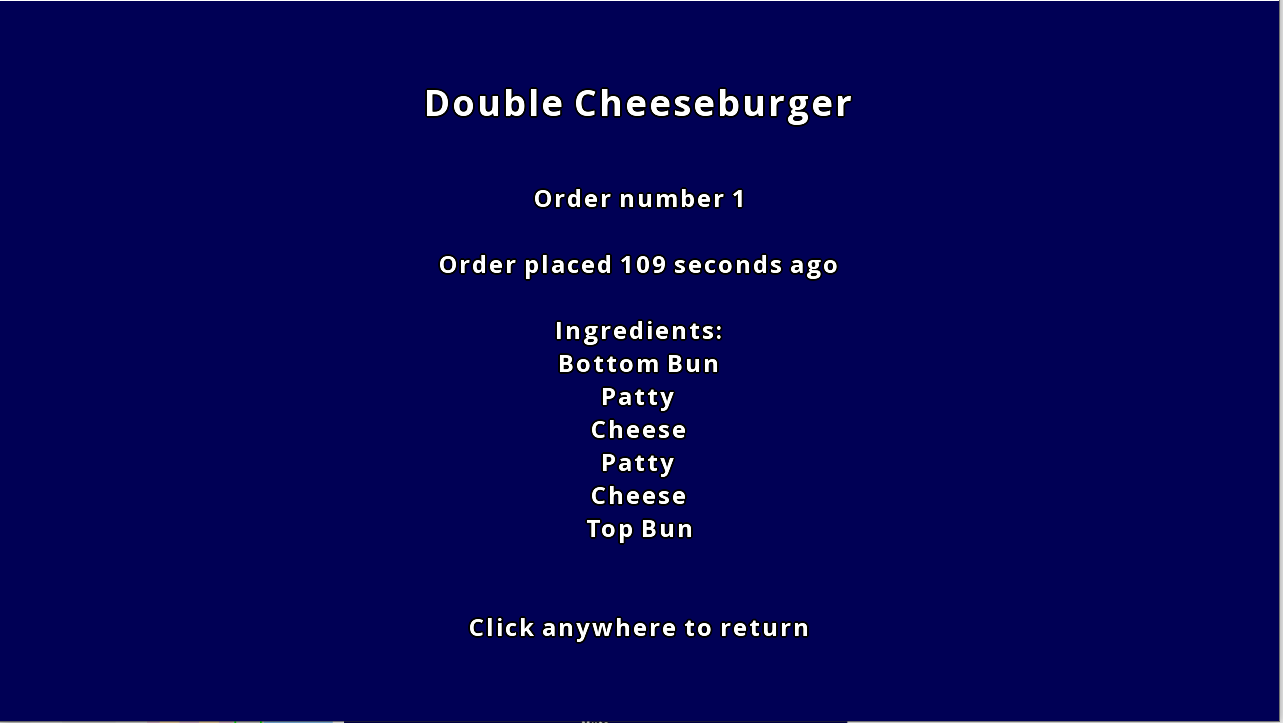 Double Cheeseburger
Order number 1
Order placed 109 seconds ago
Ingredients:
Bottom Bun
Patty
Cheese
Patty
Cheese
Top Bun
Click anywhere to return